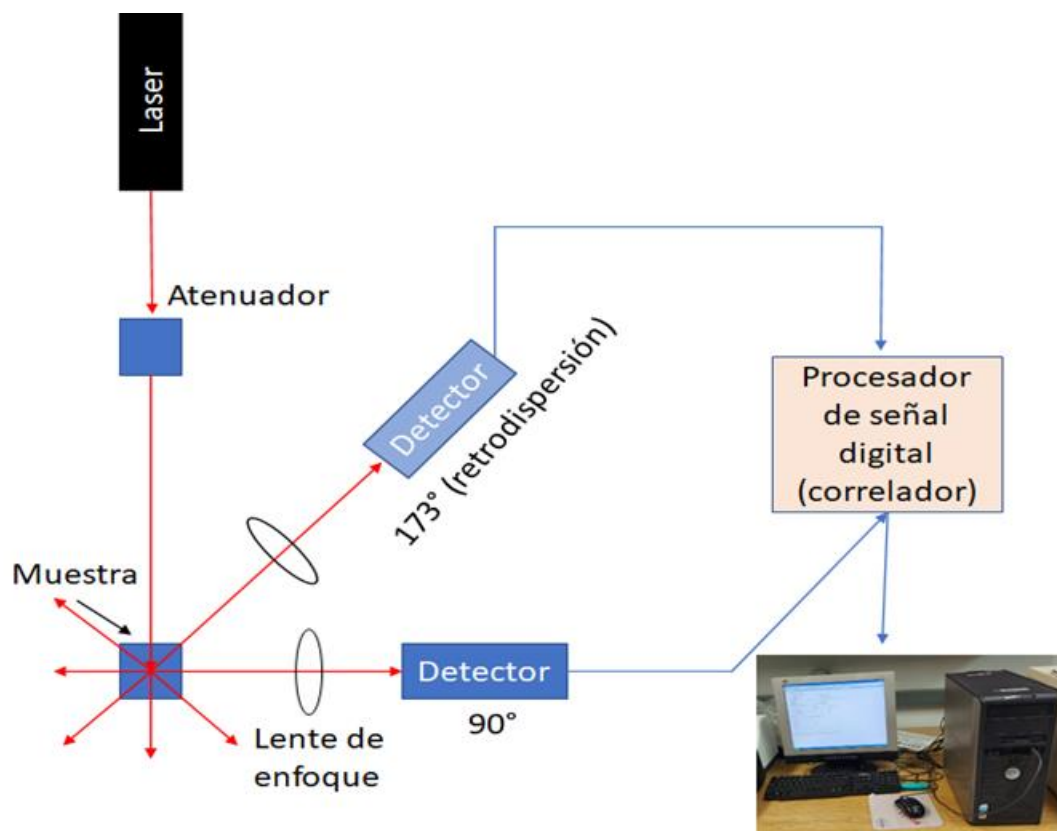 Laser
Atenuador
Detector
173° (retrodispersión)
Procesador
de señal
digital
(correlador)
Muestra
Detector
90°
Lente de
enfoque